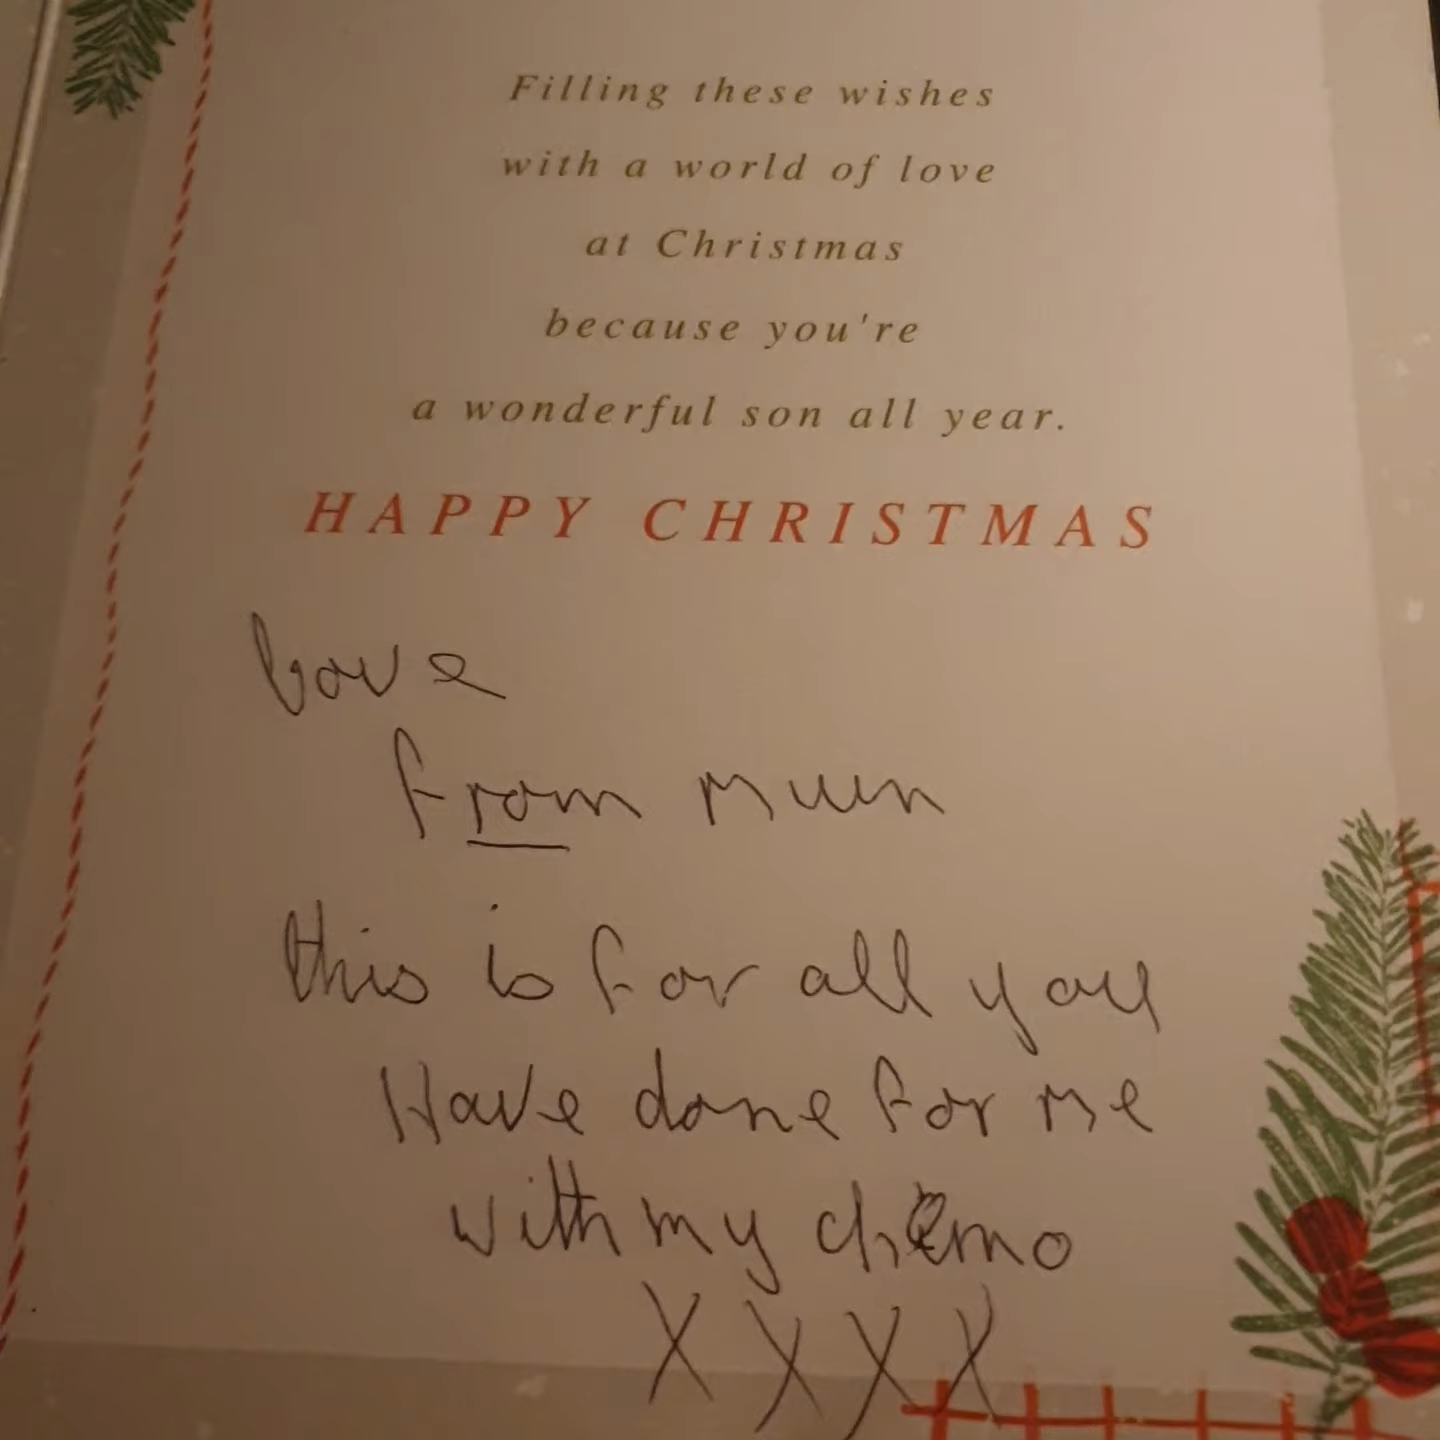 Filling these wishes
with a world of love
at Christmas
because you're
a wonderful son all year.
HAPPY CHRISTMAS
Love
from Mum
this is for all you
Have done for me
with my chemo
XXXX